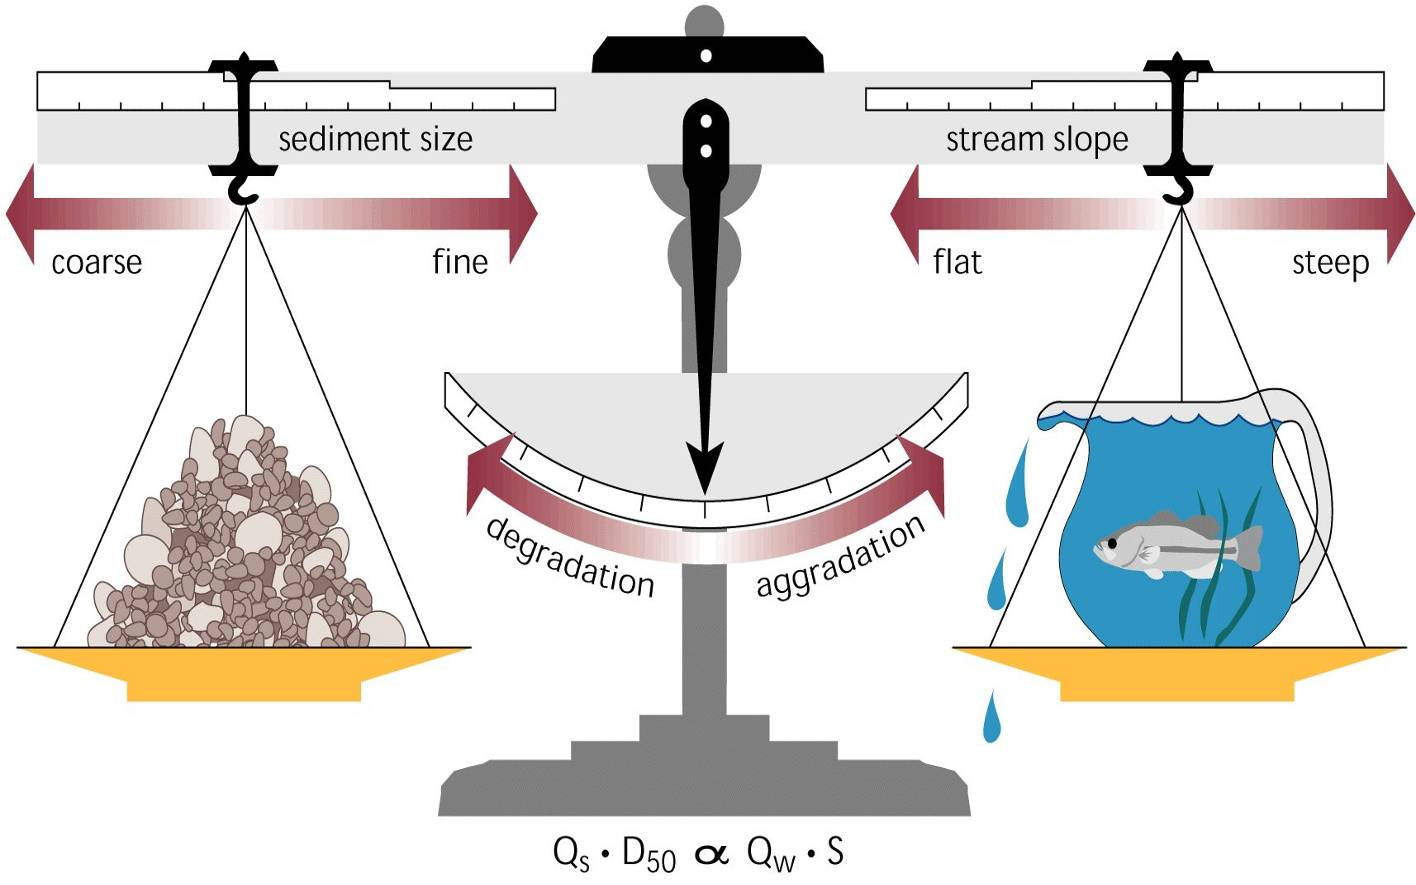 sediment size
stream slope
coarse
fine
flat
steep
degradation
aggradation
Qs • D50 ∝ Qw • S